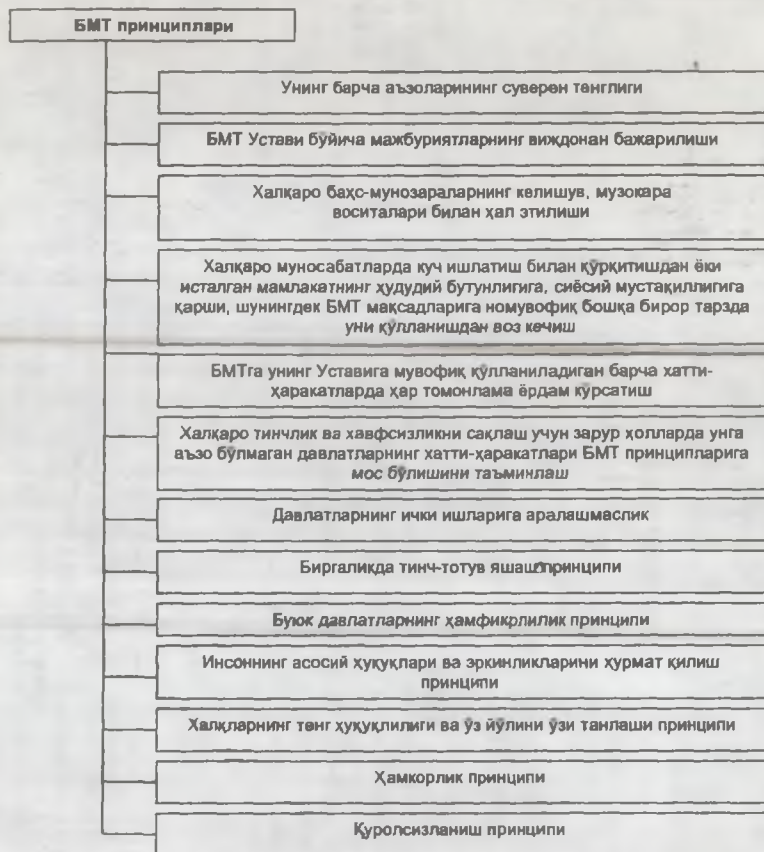 БМТ принциплари
Унинг барча аъзоларининг суверен тенглиги
БМТ Устави бўйича мажбуриятларнинг виждонан бажарилиши
Халқаро баҳс-мунозараларнинг келишув, музокара
воситалари билан ҳал этилиши
Халқаро муносабатларда куч ишлатиш билан қўрқитишдан ёки
исталган мамлакатнинг ҳудудий бутунлигига, сиёсий мустақиллигига
қарши, шунингдек БМТ мақсадларига номувофиқ бошқа бирор тарзда
уни қўлланишдан воз кечиш
БМТга унинг Уставига мувофиқ қўлланиладиган барча хатти-
ҳаракатларда ҳар томонлама ёрдам кўрсатиш
Халқаро тинчлик ва хавфсизликни сақлаш учун зарур ҳолларда унга
аъзо бўлмаган давлатларнинг хатти-ҳаракатлари БМТ принципларига
мос бўлишини таъминлаш
Давлатларнинг ички ишларига аралашмаслик
Биргаликда тинч-тотув яшаш принципи
Буюк давлатларнинг ҳамфикрлилик принципи
Инсоннинг асосий ҳуқуқлари ва эркинликларини ҳурмат қилиш
принципи
Халқларнинг тенг ҳуқуқлилиги ва ўз йўлини ўзи танлаши принципи
Ҳамкорлик принципи
Қуролсизланиш принципи